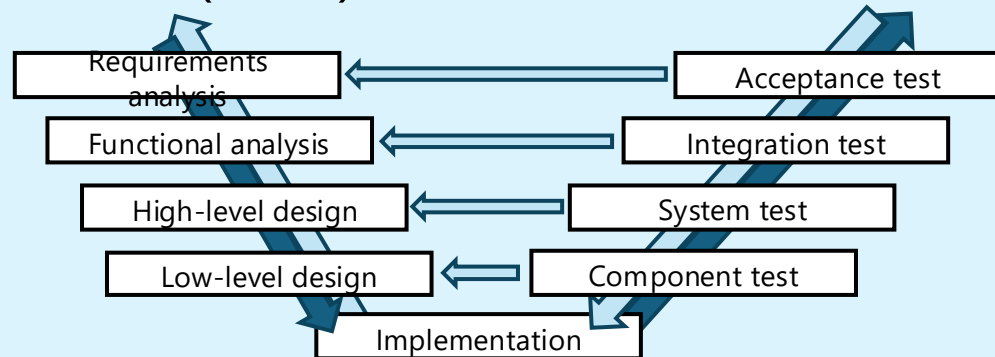 Requirements
analysis
Acceptance test
Functional analysis
Integration test
High-level design
System test
Low-level design
Component test
Implementation